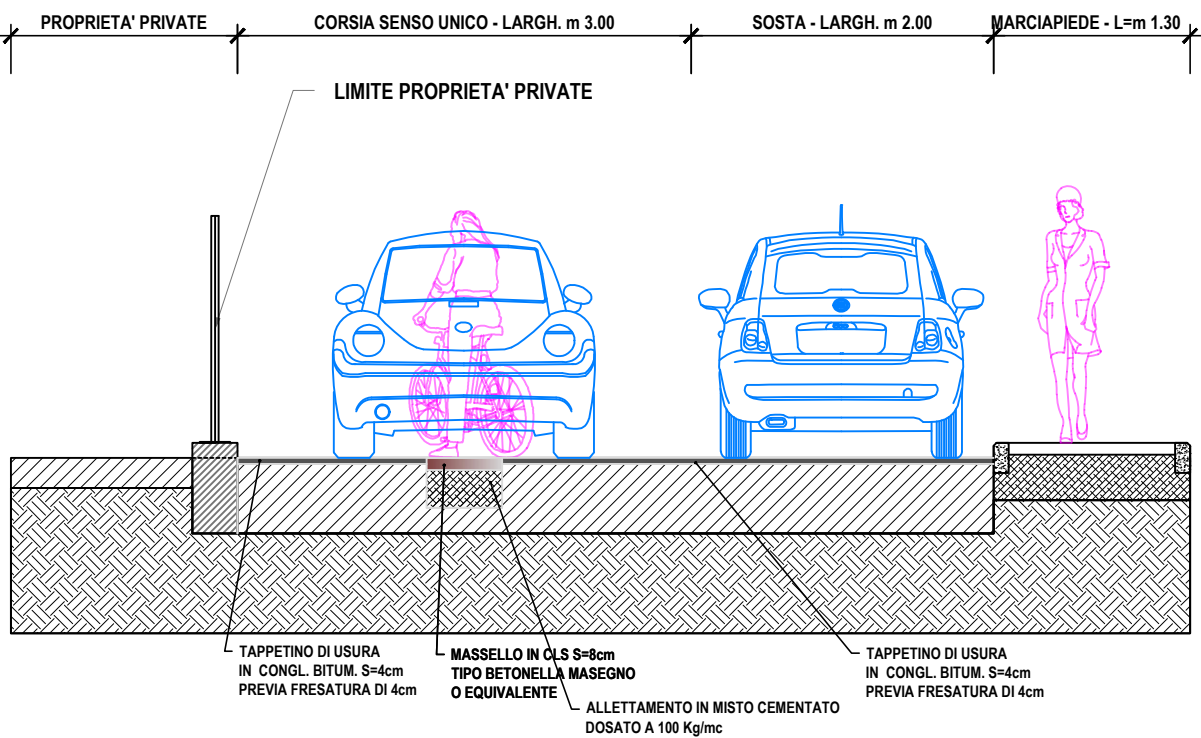 PROPRIETA' PRIVATE
CORSIA SENSO UNICO - LARGH. m 3.00
SOSTA - LARGH. m 2.00
MARCIAPIEDE - L=m 1.30
LIMITE PROPRIETA' PRIVATE
TAPPETINO DI USURA
IN CONGL. BITUM. S=4cm
PREVIA FRESATURA DI 4cm
MASSELLO IN CLS S=8cm
TIPO BETONELLA MASEGNO
O EQUIVALENTE
ALLETTAMENTO IN MISTO CEMENTATO
DOSATO A 100 Kg/mc
TAPPETINO DI USURA
IN CONGL. BITUM. S=4cm
PREVIA FRESATURA DI 4cm